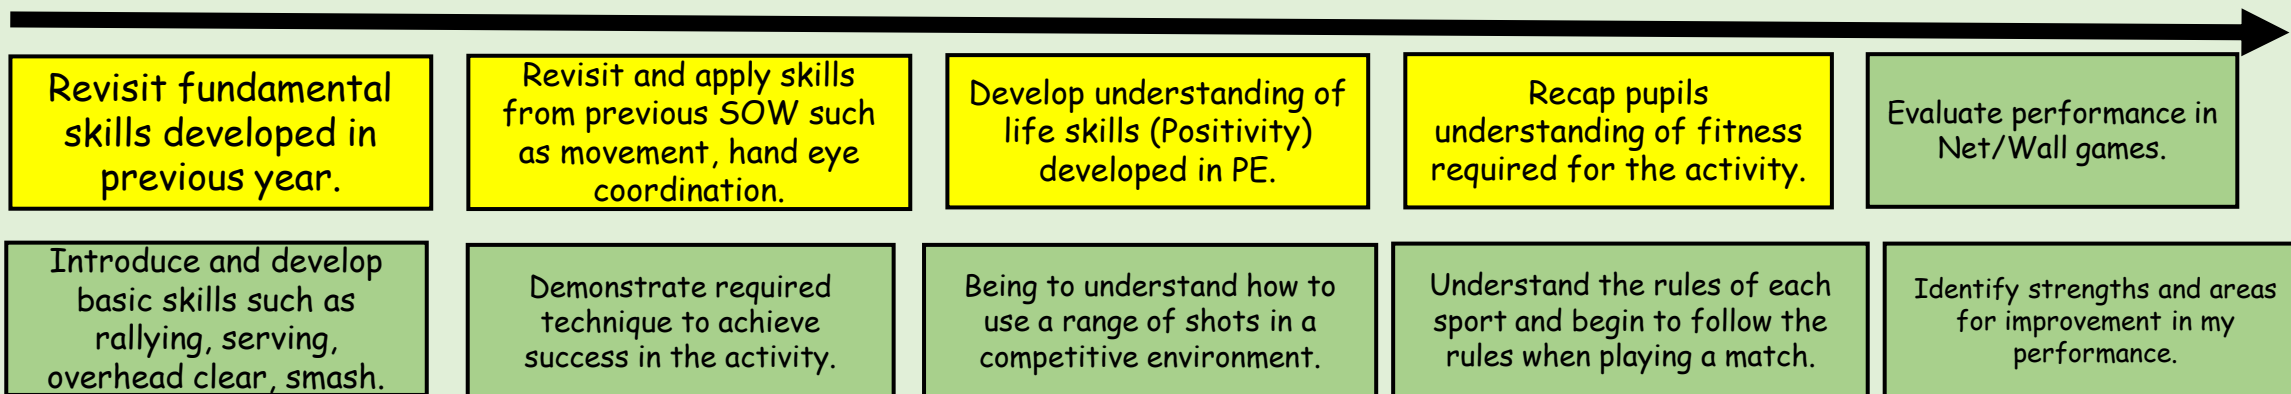 Revisit fundamental
skills developed in
previous year.
Revisit and apply skills
from previous SOW such
as movement, hand eye
coordination.
Develop understanding of
life skills (Positivity)
developed in PE.
Recap pupils
understanding of fitness
required for the activity.
Evaluate performance in
Net/Wall games.
Introduce and develop
basic skills such as
rallying, serving,
overhead clear, smash.
Demonstrate required
technique to achieve
success in the activity.
Being to understand how to
use a range of shots in a
competitive environment.
Understand the rules of each
sport and begin to follow the
rules when playing a match.
Identify strengths and areas
for improvement in my
performance.